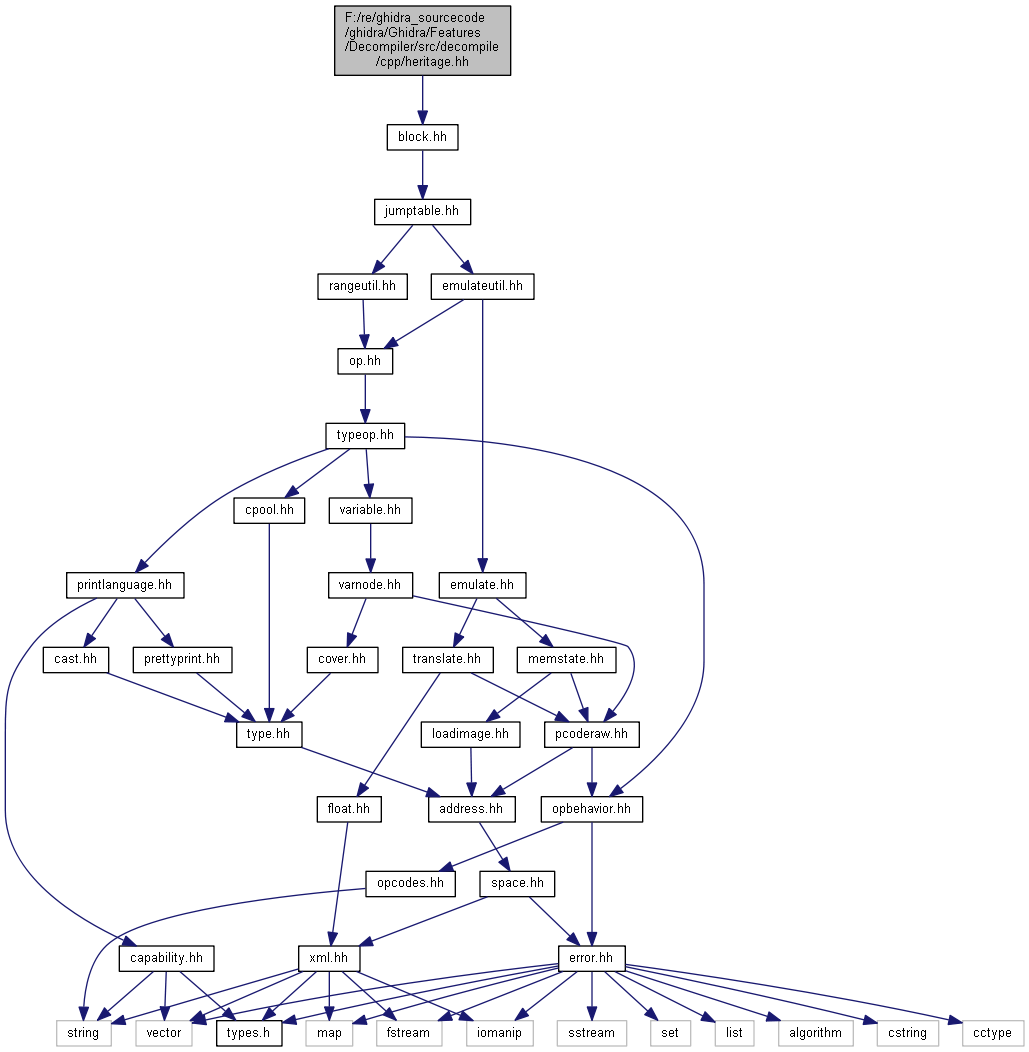 F:/re/ghidra_sourcecode
/ghidra/Ghidra/Features
/Decompiler/src/decompile
/cpp/heritage.hh
block.hh
jumptable.hh
rangeutil.hh
emulateutil.hh
op.hh
typeop.hh
cpool.hh
variable.hh
printlanguage.hh
varnode.hh
emulate.hh
cast.hh
prettyprint.hh
cover.hh
translate.hh
memstate.hh
type.hh
loadimage.hh
pcoderaw.hh
float.hh
address.hh
opbehavior.hh
opcodes.hh
space.hh
capability.hh
xml.hh
error.hh
string
vector
types.h
map
fstream
iomanip
sstream
set
list
algorithm
cstring
cctype